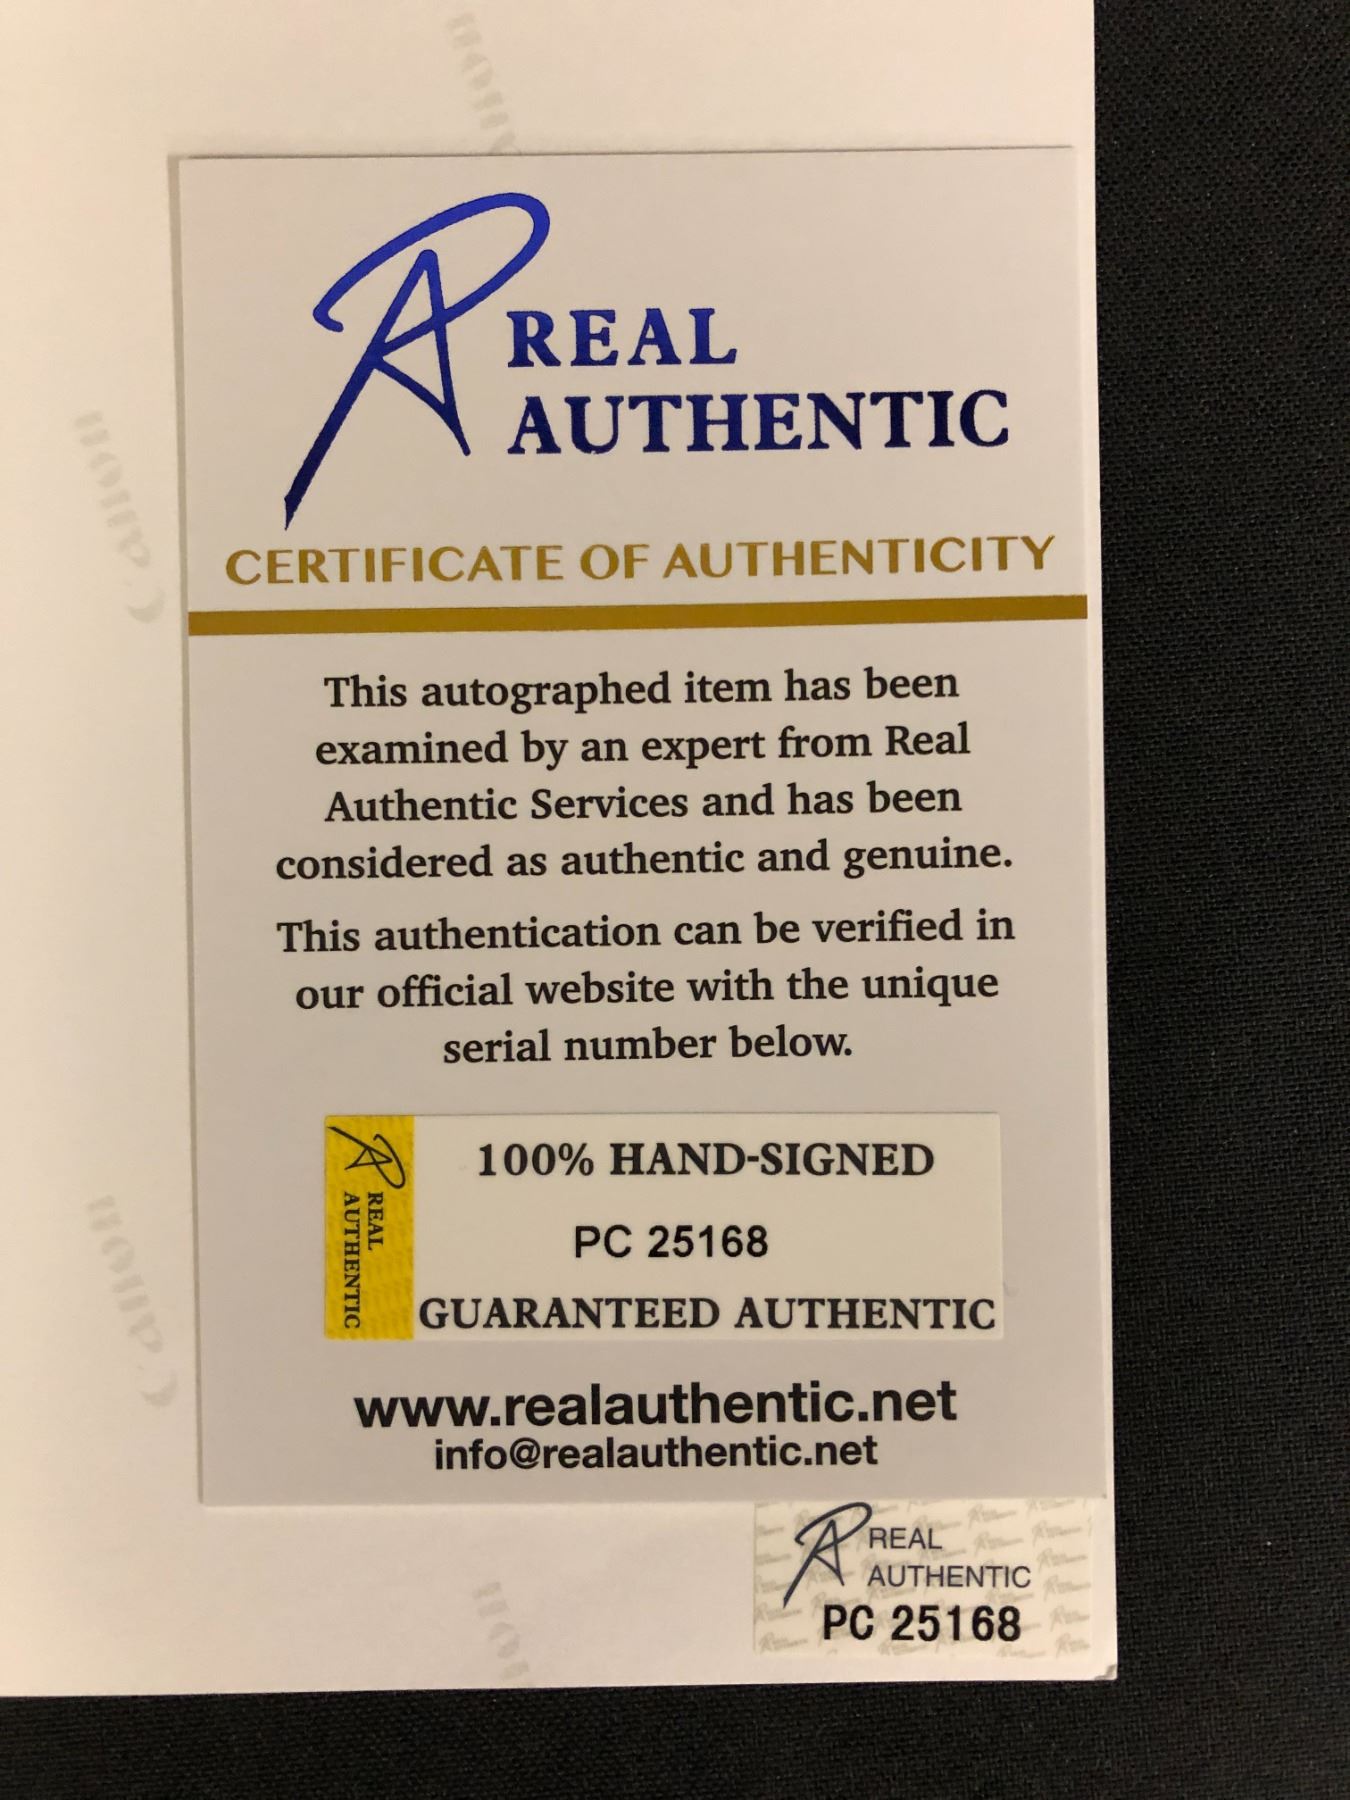 REAL
AUTHENTIC
CERTIFICATE OF AUTHENTICITY
This autographed item has been
examined by an expert from Real
Authentic Services and has been
considered as authentic and genuine.
This authentication can be verified in
our official website with the unique
serial number below.
REAL
AUTHENTIC
100% HAND-SIGNED
PC 25168
GUARANTEED AUTHENTIC
www.realauthentic.net
info@realauthentic.net
REAL
AUTHENTIC
PC 25168